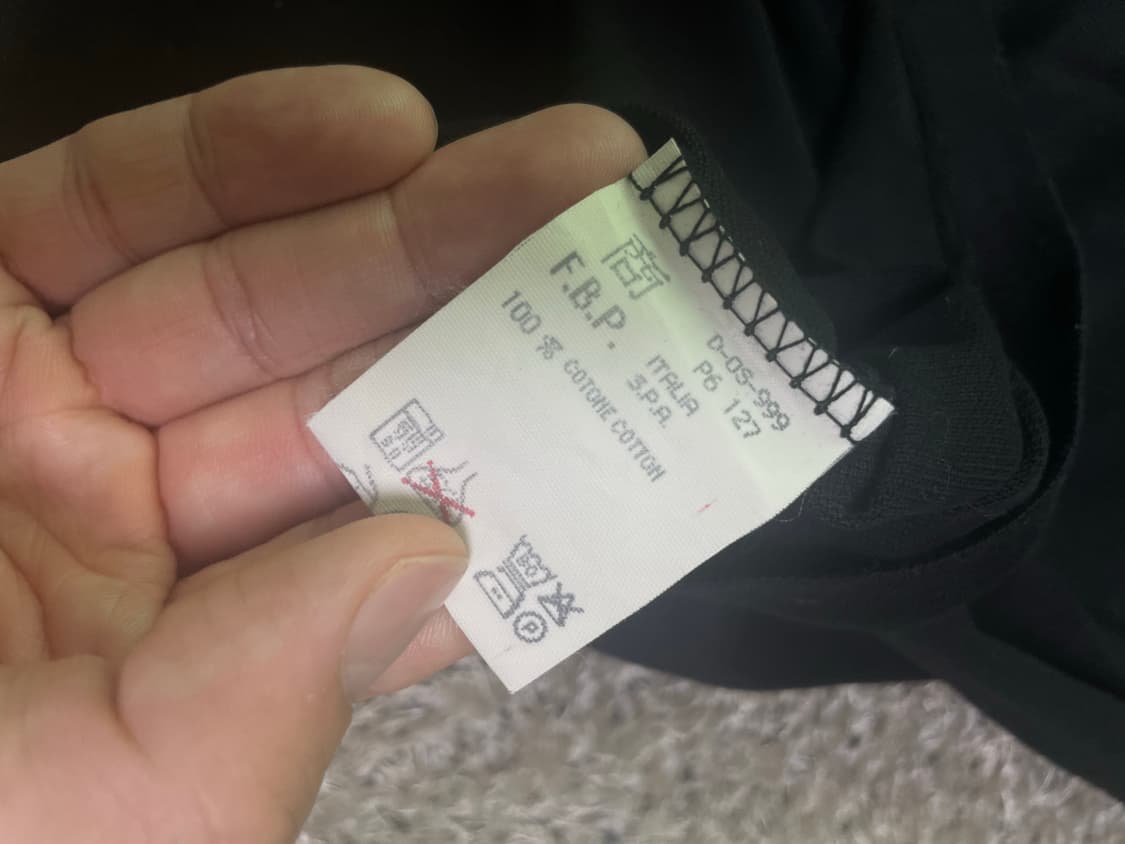 D-OS-999
P6 127
F.B.P. ITALIA
S.P.A.
100 % COTONE COTTON
P